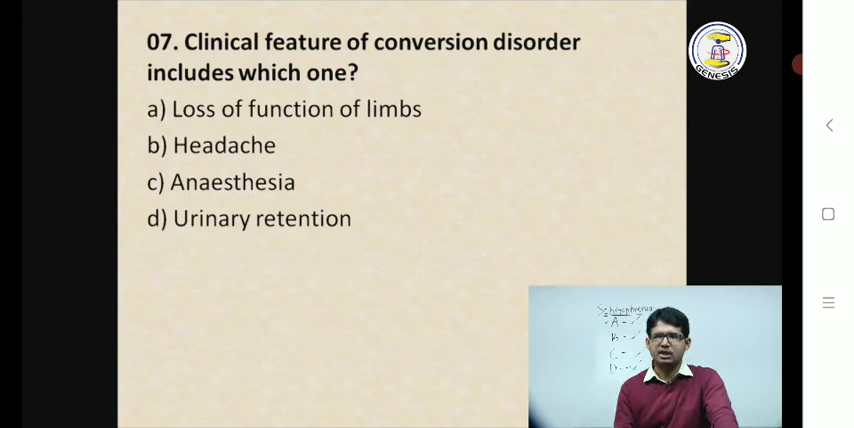 07. Clinical feature of conversion disorder
includes which one?
a) Loss of function of limbs
b) Headache
c) Anaesthesia
d) Urinary retention
GENESIS
Schizophrenia
A -
B -
C -
D -